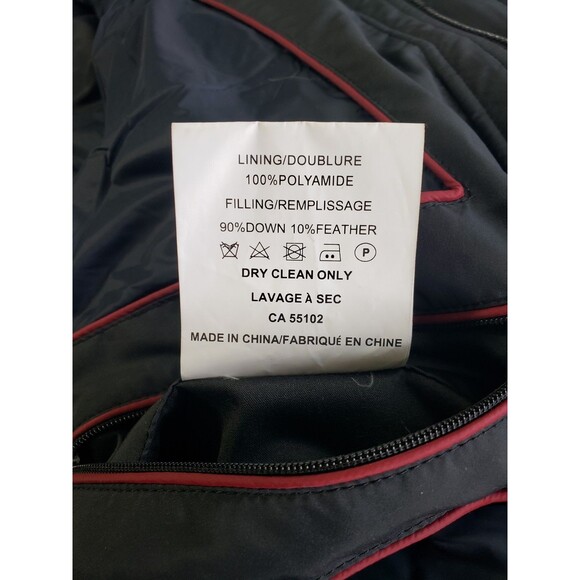 LINING/DOUBLURE
100%POLYAMIDE
FILLING/REMPLISSAGE
90%DOWN 10%FEATHER
P
DRY CLEAN ONLY
LAVAGE À SEC
CA 55102
MADE IN CHINA/FABRIQUÉ EN CHINE